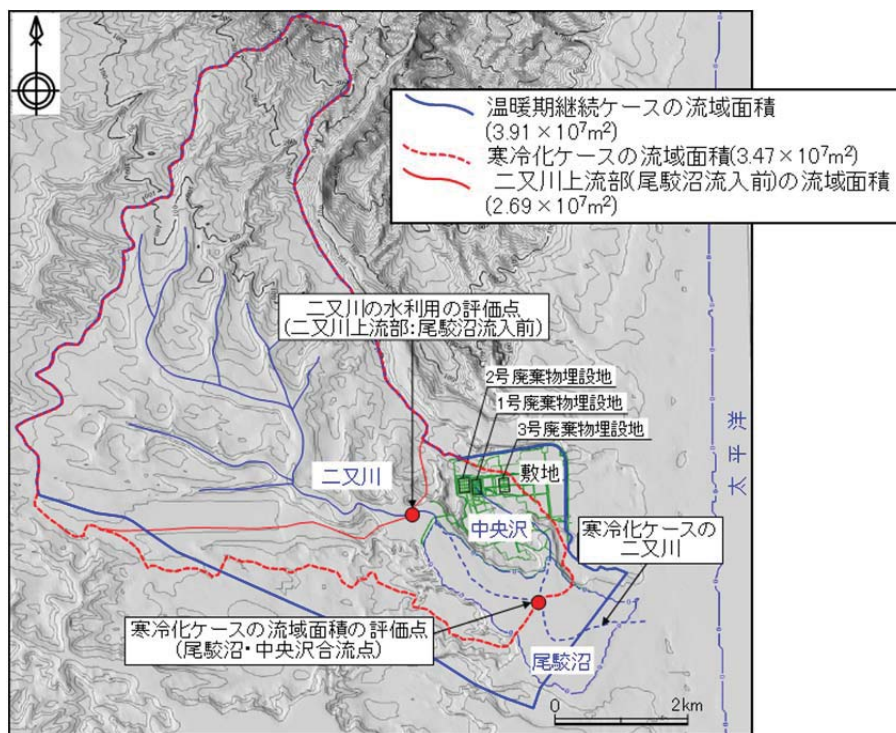 温暖期継続ケースの流域面積
(3.91×10⁷m²)
寒冷化ケースの流域面積(3.47×10⁷m²)
二又川上流部(尾駮沼流入前)の流域面積
(2.69×10⁷m²)
二又川の水利用の評価点
(二又川上流部:尾駮沼流入前)
2号廃棄物埋設地
1号廃棄物埋設地
3号廃棄物埋設地
太平洋
二又川
敷地
中央沢
寒冷化ケースの
二又川
寒冷化ケースの流域面積の評価点
(尾駮沼・中央沢合流点)
尾駮沼
0
2km